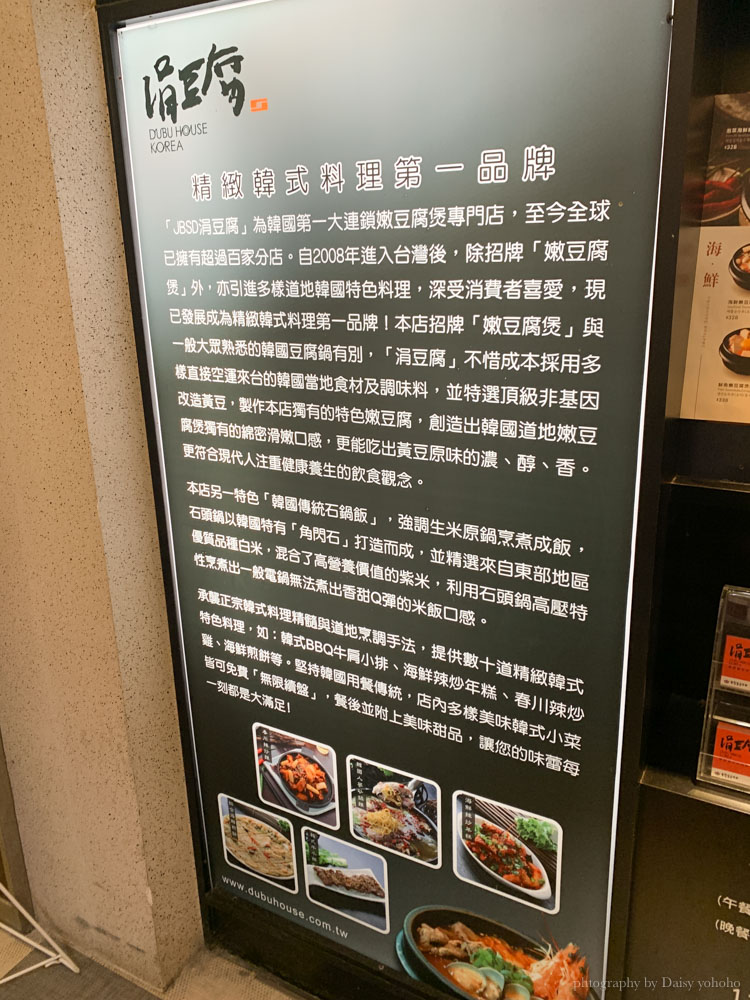 涓豆腐
DUBU HOUSE
KOREA
精緻韓式料理第一品牌
「JBSD涓豆腐」為韓國第一大連鎖嫩豆腐煲專門店，至今全球
已擁有超過百家分店。自2008年進入台灣後，除招牌「嫩豆腐
煲」外，亦引進多樣道地韓國特色料理，深受消費者喜愛，現
已發展成為精緻韓式料理第一品牌！本店招牌「嫩豆腐煲」與
一般大眾熟悉的韓國豆腐鍋有別，「涓豆腐」不惜成本採用多
樣直接空運來台的韓國當地食材及調味料，並特選頂級非基因
改造黃豆，製作本店獨有的特色嫩豆腐，創造出韓國道地嫩豆
腐煲獨有的綿密滑嫩口感，更能吃出黃豆原味的濃、醇、香。
更符合現代人注重健康養生的飲食觀念。
本店另一特色「韓國傳統石鍋飯」，強調生米原鍋烹煮成飯，
石頭鍋以韓國特有「角閃石」打造而成，並精選來自東部地區
優質品種白米，混合了高營養價值的紫米，利用石頭鍋高壓特
性烹煮出一般電鍋無法煮出香甜Q彈的米飯口感。
承襲正宗韓式料理精髓與道地烹調手法，提供數十道精緻韓式
特色料理，如：韓式BBQ牛肩小排、海鮮辣炒年糕、春川辣炒
雞、海鮮煎餅等。堅持韓國用餐傳統，店內多樣美味韓式小菜
皆可免費「無限續盤」，餐後並附上美味甜品，讓您的味蕾每
一刻都是大滿足!
海鮮辣炒年糕
www.dubuhouse.com.tw
海鮮
涓豆腐
涓豆腐
(午餐
(晚餐
photography by Daisy yohoho